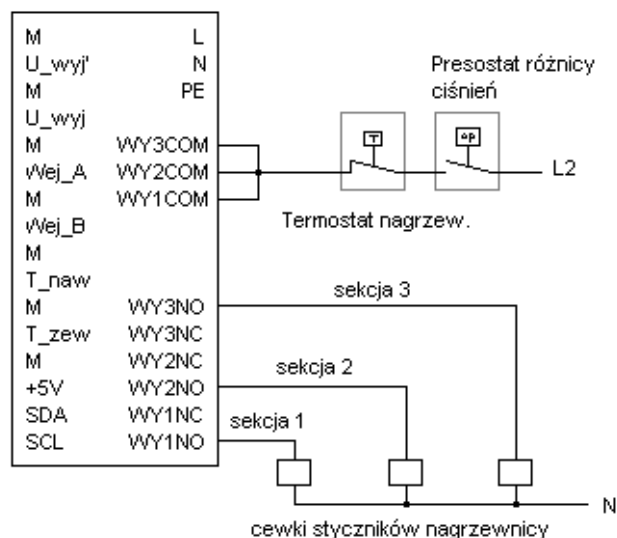 M L
U_wyj' N
M PE
U_wyj
M WY3COM
Wej_A WY2COM
M WY1COM
Wej_B
M
T_naw
M WY3NO
T_zew WY3NC
M WY2NC
+5V WY2NO
SDA WY1NC
SCL WY1NO
Presostat różnicy
ciśnień
T
ΔP
L2
Termostat nagrzew.
sekcja 3
sekcja 2
sekcja 1
N
cewki styczników nagrzewnicy